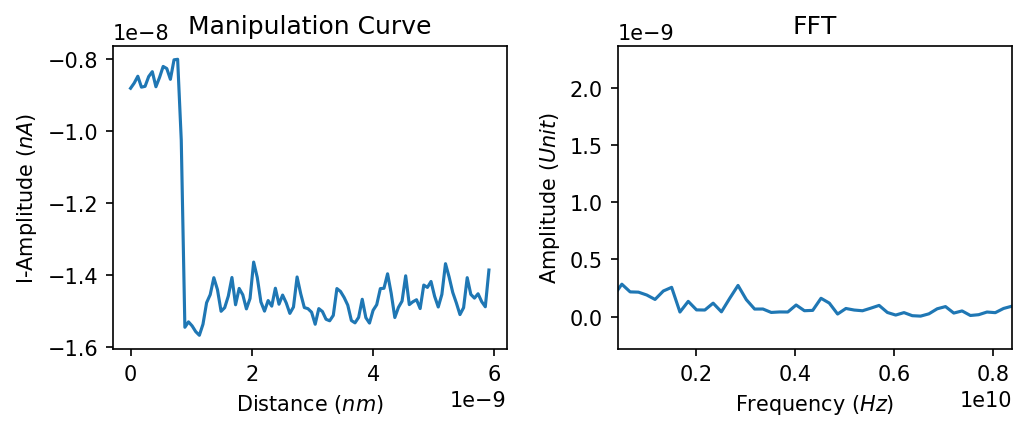 Manipulation Curve
1e−8
I-Amplitude (nA)
−0.8
−1.0
−1.2
−1.4
−1.6
0 2 4 6
1e−9
Distance (nm)
FFT
1e−9
Amplitude (Unit)
2.0
1.5
1.0
0.5
0.0
0.2 0.4 0.6 0.8
1e10
Frequency (Hz)